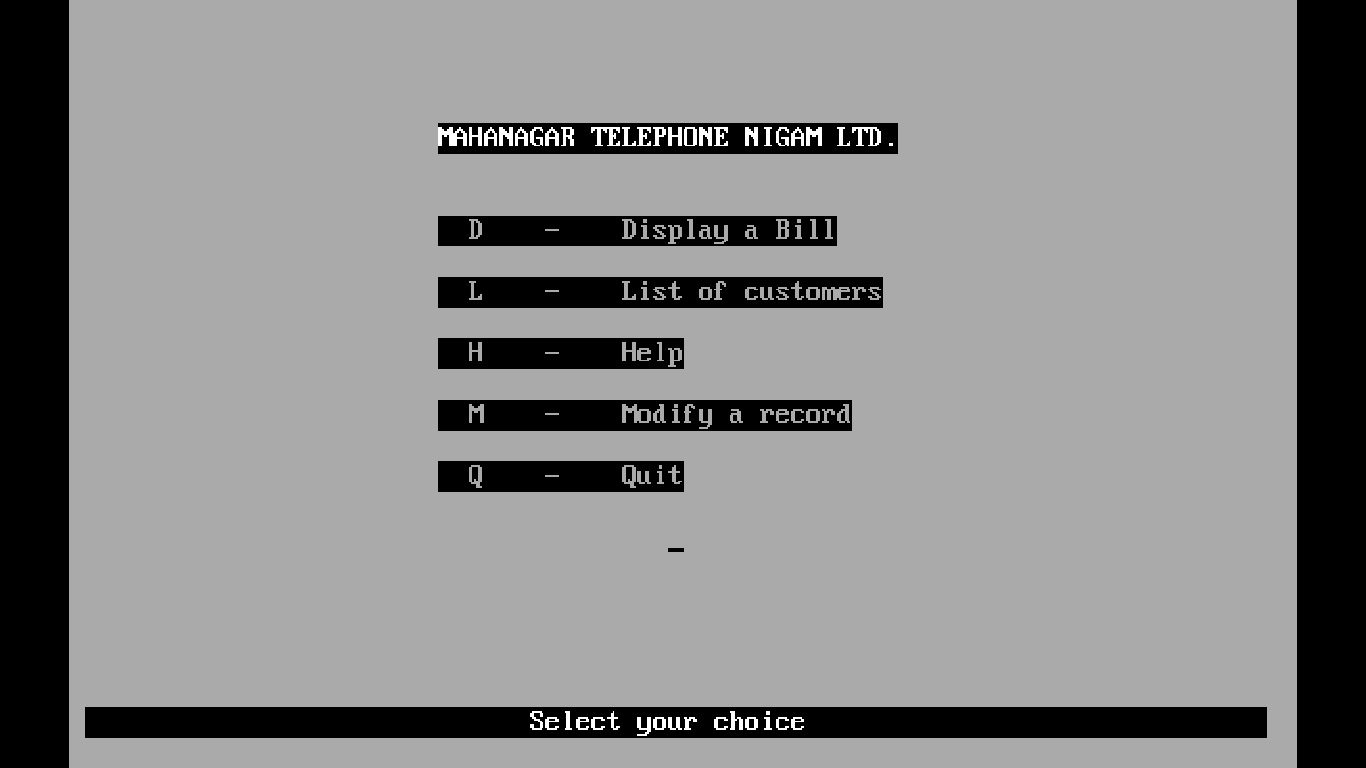 MAHANAGAR TELEPHONE NIGAM LTD.
D - Display a Bill
L - List of customers
H - Help
M - Modify a record
Q - Quit
Select your choice